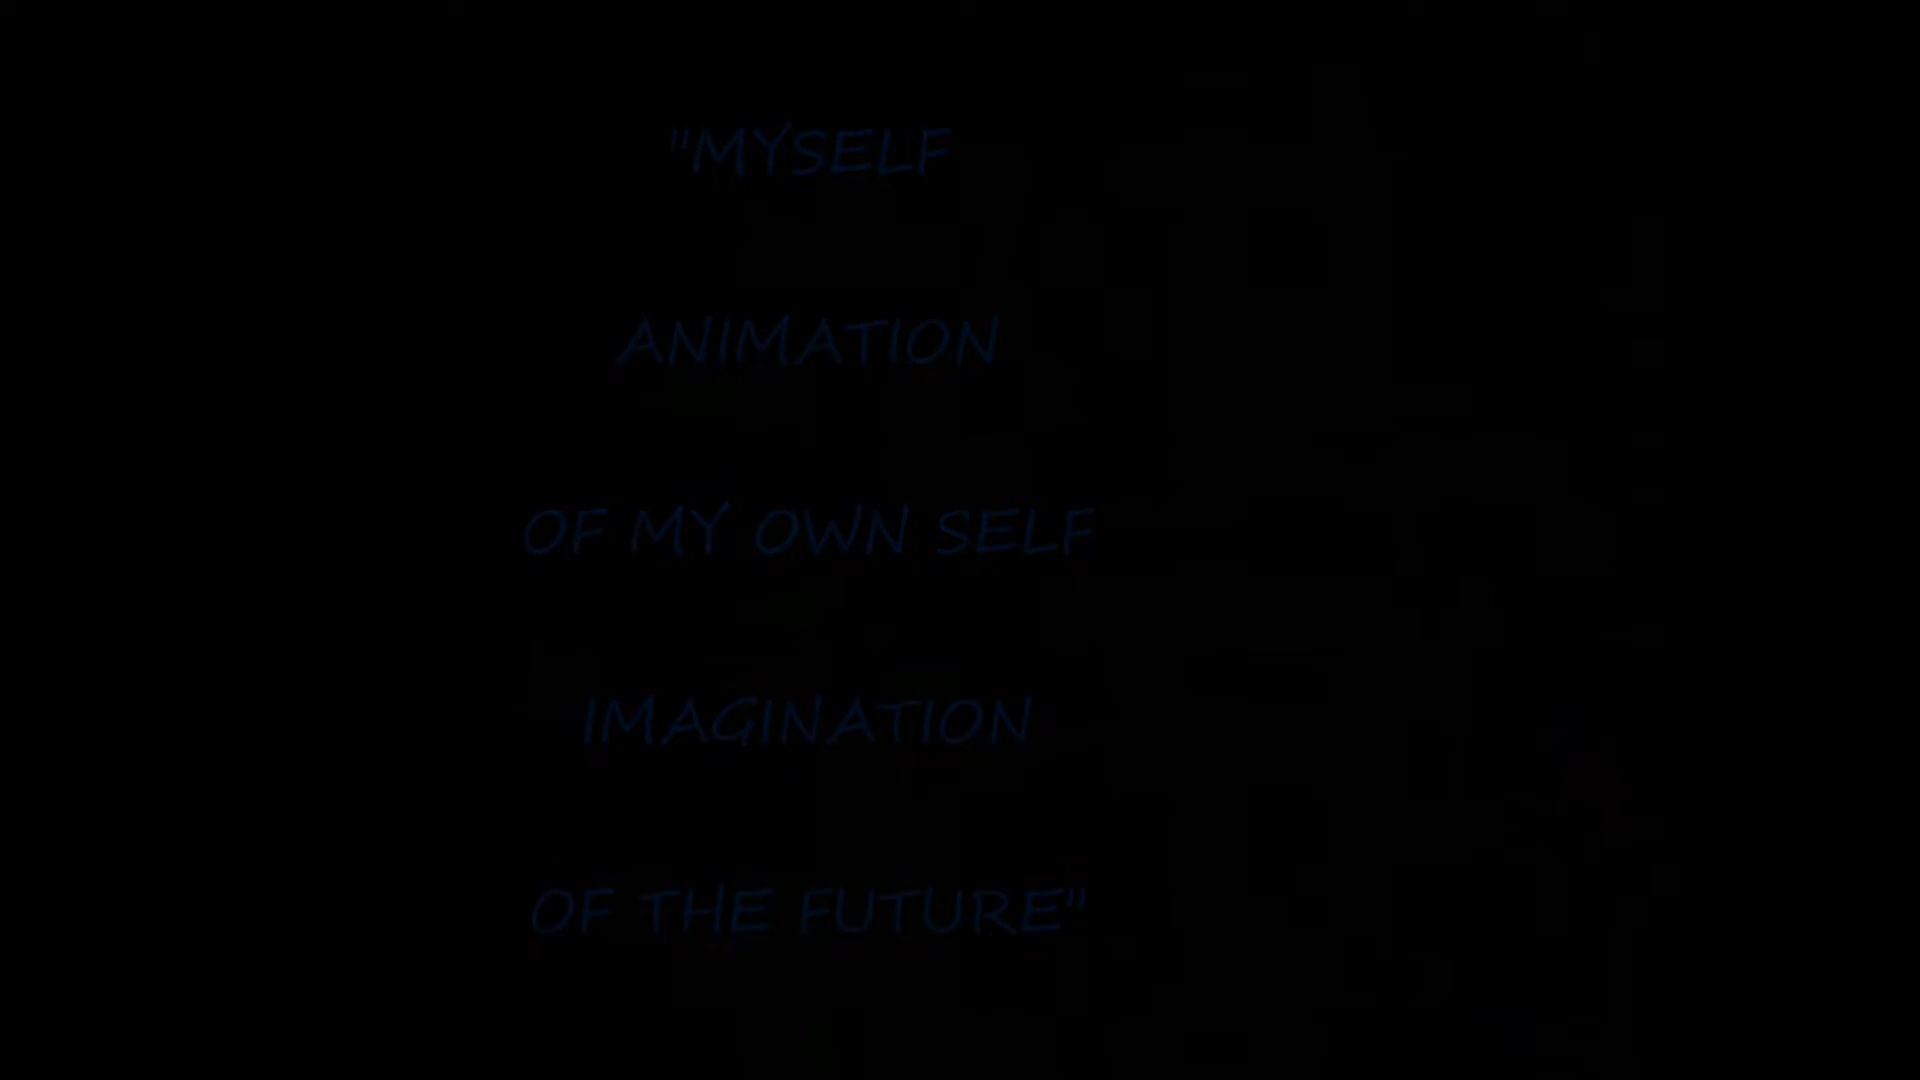 "MYSELF
ANIMATION
OF MY OWN SELF
IMAGINATION
OF THE FUTURE"